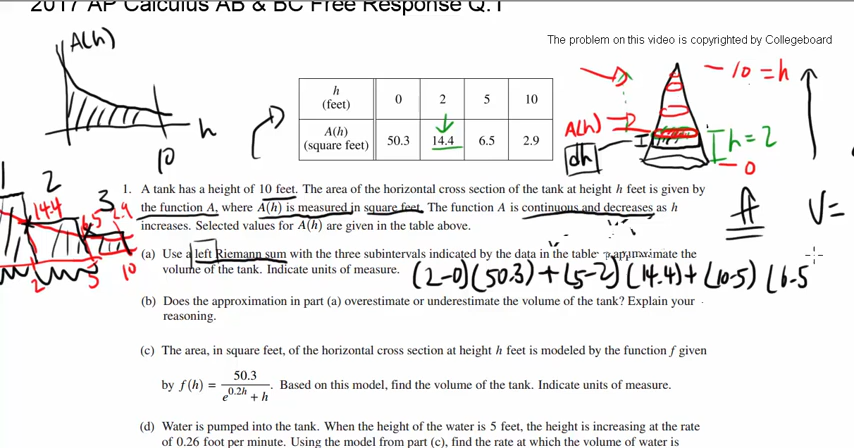 2017 AP Calculus AB & BC Free Response Q.1
The problem on this video is copyrighted by Collegeboard
A(h)
h
10
h (feet) 0 2 5 10
A(h) (square feet) 50.3 14.4 6.5 2.9
10 = h
A(h)
dh
h = 2
0
ft
V=
1 2 3
14.4 6.5 2.9
2 5 10
1. A tank has a height of 10 feet. The area of the horizontal cross section of the tank at height h feet is given by
the function A, where A(h) is measured in square feet. The function A is continuous and decreases as h
increases. Selected values for A(h) are given in the table above.
(a) Use a left Riemann sum with the three subintervals indicated by the data in the table approximate the
volume of the tank. Indicate units of measure.
(2-0)(50.3)+(5-2)(14.4)+(10-5)(6.5
(b) Does the approximation in part (a) overestimate or underestimate the volume of the tank? Explain your
reasoning.
(c) The area, in square feet, of the horizontal cross section at height h feet is modeled by the function f given
by f(h) = 50.3 / (e^0.2h + h). Based on this model, find the volume of the tank. Indicate units of measure.
(d) Water is pumped into the tank. When the height of the water is 5 feet, the height is increasing at the rate
of 0.26 foot per minute. Using the model from part (c), find the rate at which the volume of water is